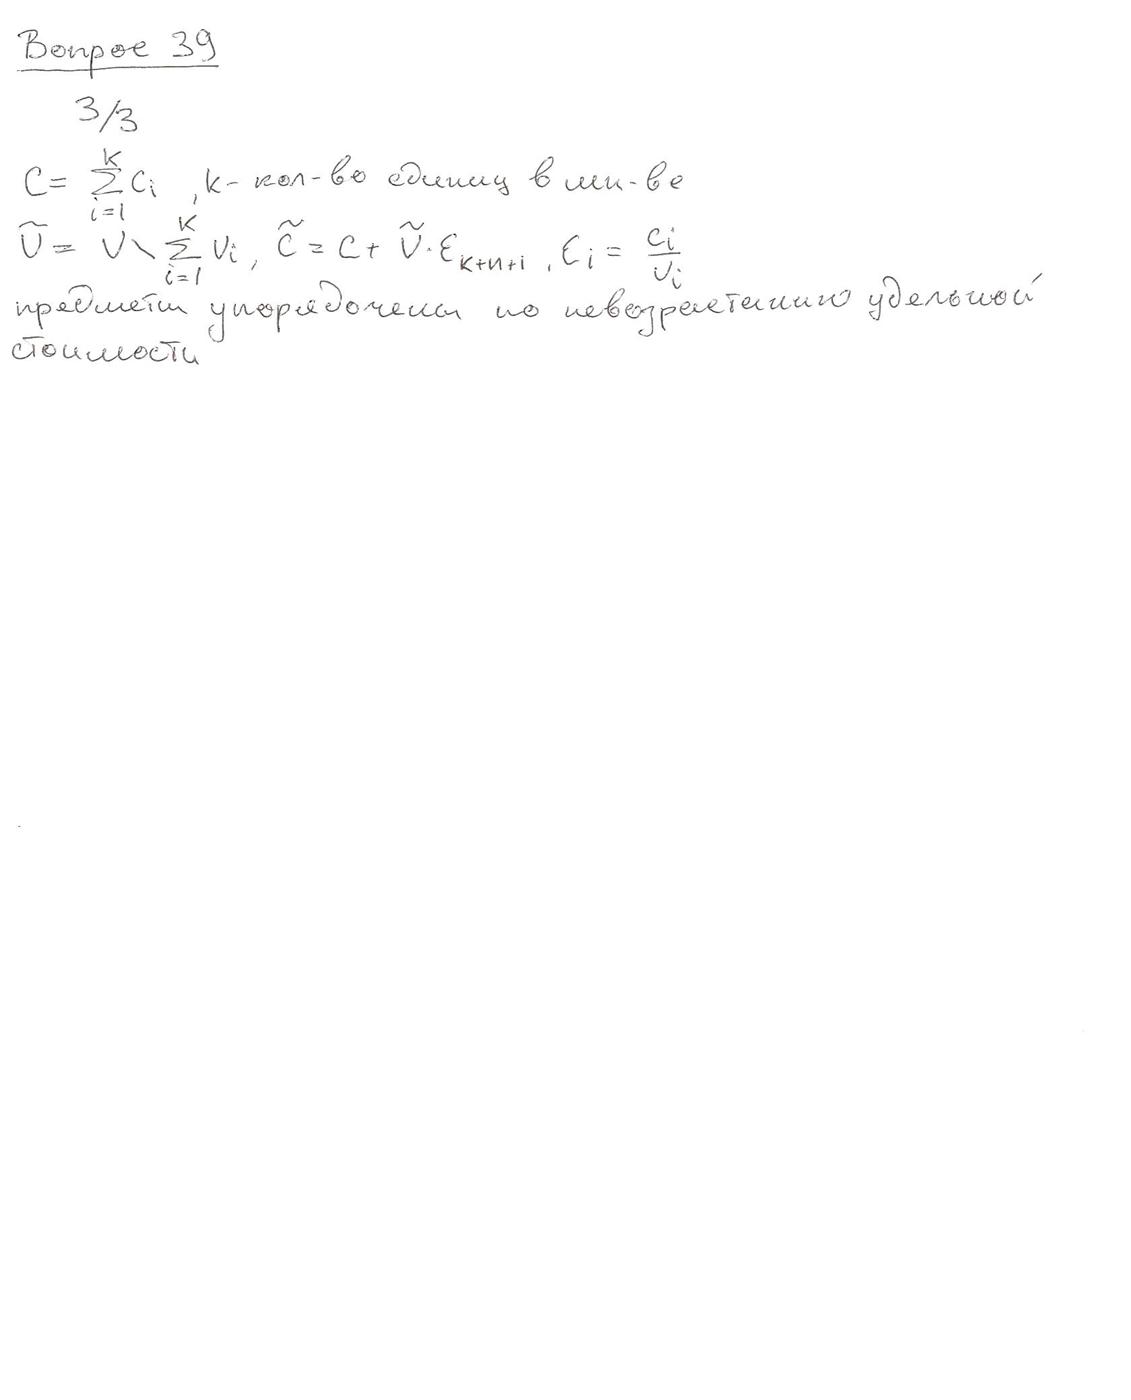 Вопрос 39
3/3
C = \sum_{i=1}^{K} c_i , k - кол-во единиц в мн-ве
\tilde{V} = V \setminus \sum_{i=1}^{K} v_i , \tilde{C} = C + \tilde{V} \cdot \varepsilon_{k+n+i} , \varepsilon_i = \frac{c_i}{v_i}
предметы упорядочены по невозрастанию удельной
стоимости